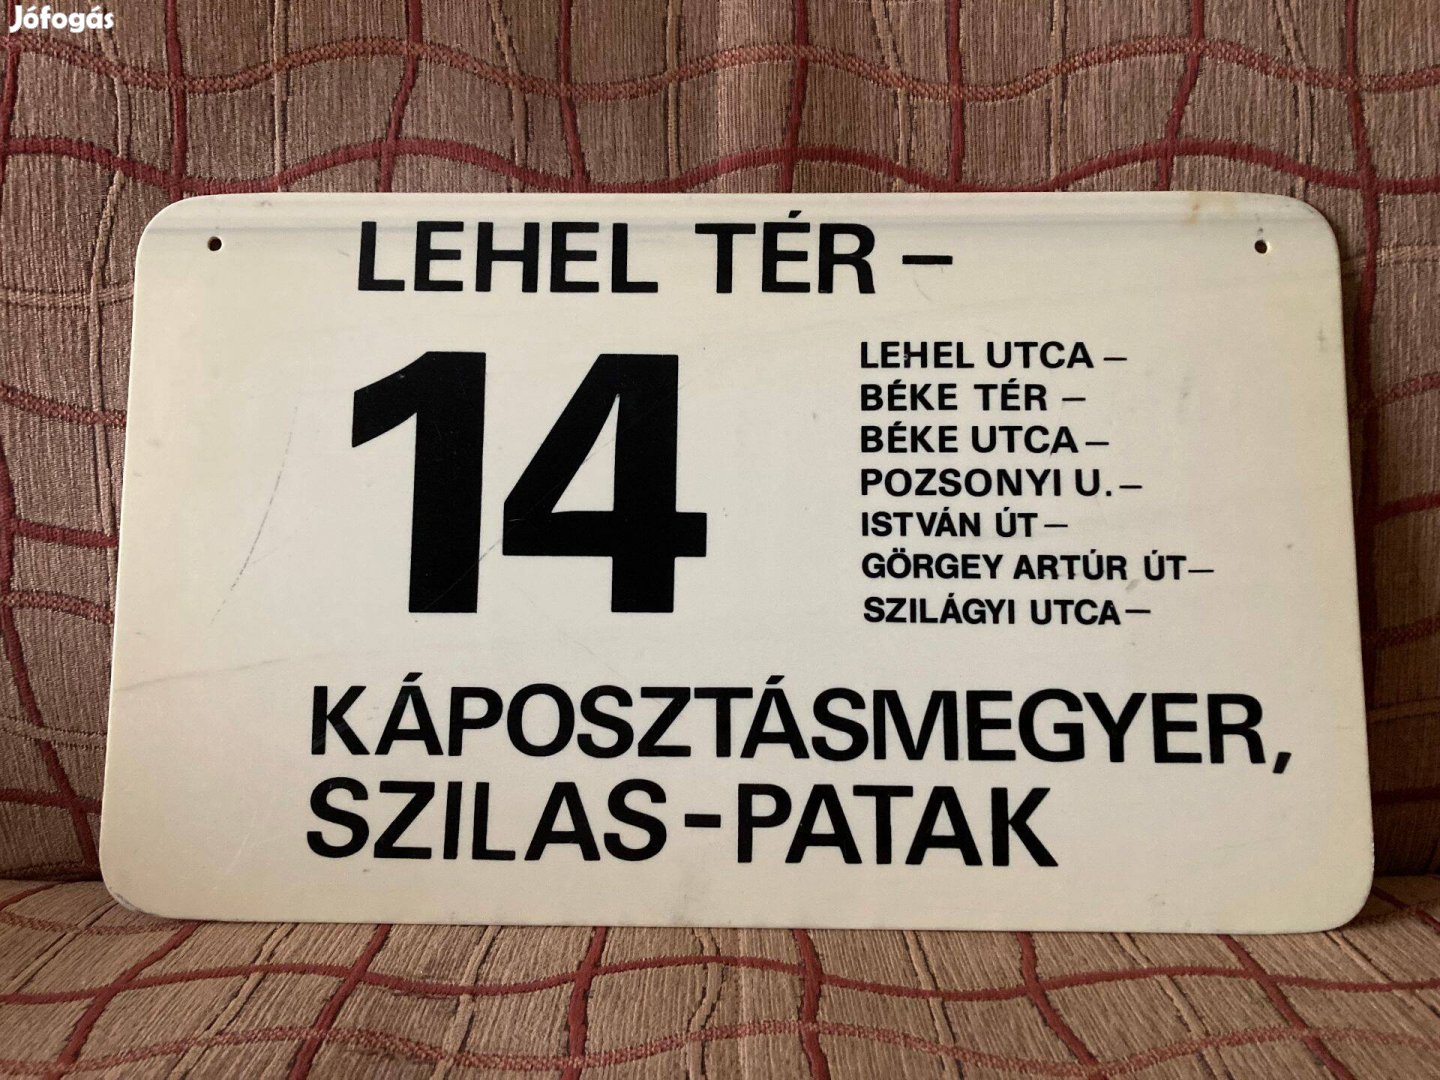 Jófogás
LEHEL TÉR –
14
LEHEL UTCA –
BÉKE TÉR –
BÉKE UTCA –
POZSONYI U. –
ISTVÁN ÚT –
GÖRGEY ARTÚR ÚT –
SZILÁGYI UTCA –
KÁPOSZTÁSMEGYER,
SZILAS-PATAK